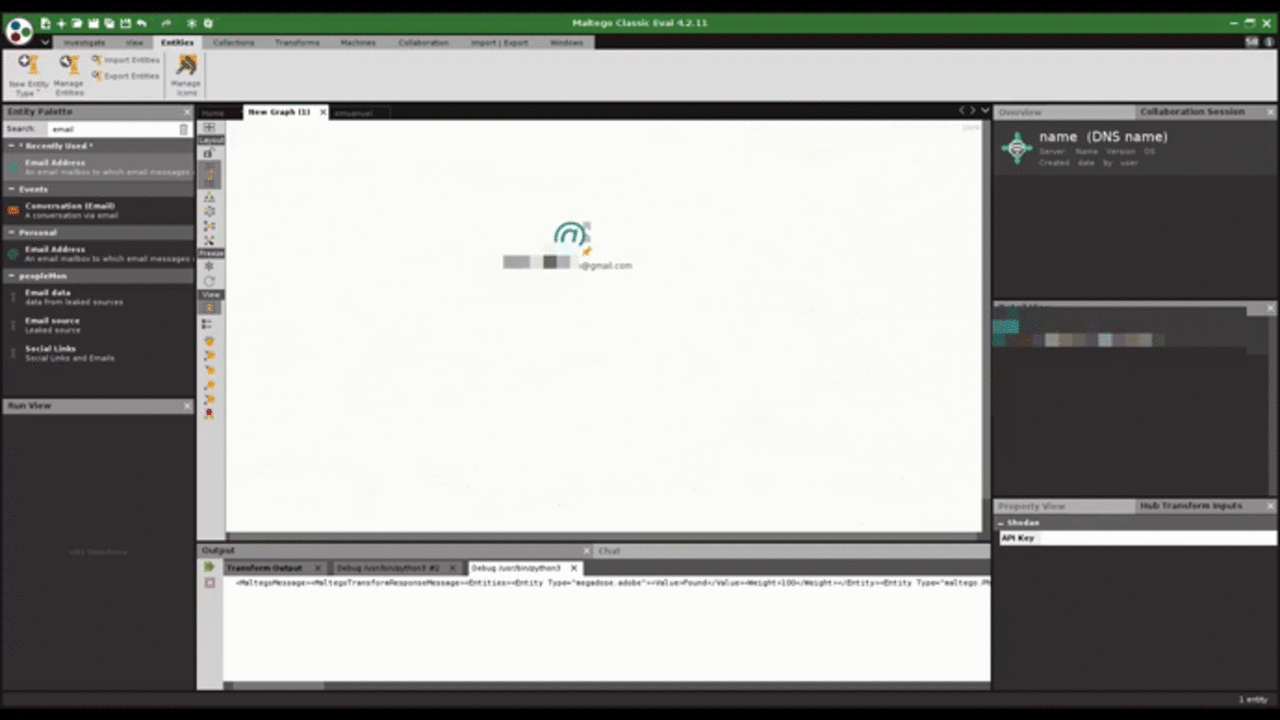 Maltego Classic Eval 4.2.11
Investigate View Entities Collections Transforms Machines Collaboration Import | Export Windows
New Entity Type
Manage Entities
Import Entities
Export Entities
Manage Icons
Entity Palette
Search: email
* Recently Used *
Email Address
An email mailbox to which email messages
Events
Conversation (Email)
A conversation via email
Personal
Email Address
An email mailbox to which email messages
peopleMon
Email data
data from leaked sources
Email source
Leaked source
Social Links
Social Links and Emails
Run View
Home New Graph (1)
Layout
Freeze
View
@gmail.com
Overview Collaboration Session
name (DNS name)
Server Name Version OS
Created date by user
Property View Hub Transform Inputs
Shodan
API Key
Output Chat
Transform Output Debug /usr/bin/python3 #2 Debug /usr/bin/python3
<MaltegoMessage><MaltegoTransformResponseMessage><Entities><Entity Type="megadose.adobe"><Value>Found</Value><Weight>100</Weight></Entity><Entity Type="maltego.Ph
1 entity